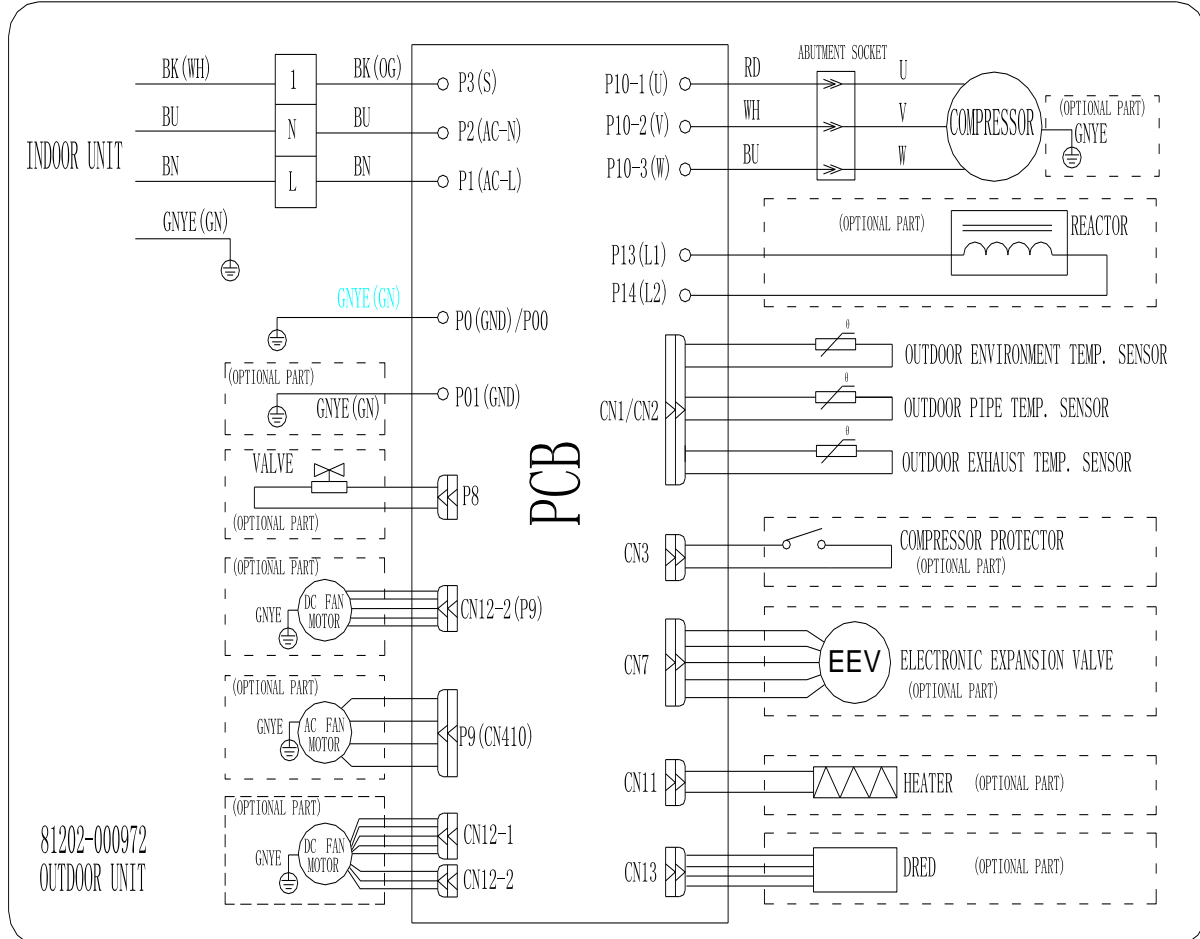 INDOOR UNIT
BK(WH)
1
BK(OG)
P3(S)
BU
N
BU
P2(AC-N)
BN
L
BN
P1(AC-L)
GNYE(GN)
GNYE(GN)
P0(GND)/P00
(OPTIONAL PART)
GNYE(GN)
P01(GND)
VALVE
(OPTIONAL PART)
P8
(OPTIONAL PART)
GNYE
DC FAN
MOTOR
CN12-2(P9)
(OPTIONAL PART)
GNYE
AC FAN
MOTOR
P9(CN410)
(OPTIONAL PART)
GNYE
DC FAN
MOTOR
CN12-1
CN12-2
81202-000972
OUTDOOR UNIT
PCB
ABUTMENT SOCKET
P10-1(U)
RD
U
P10-2(V)
WH
V
P10-3(W)
BU
W
COMPRESSOR
(OPTIONAL PART)
GNYE
(OPTIONAL PART)
REACTOR
P13(L1)
P14(L2)
CN1/CN2
θ
OUTDOOR ENVIRONMENT TEMP. SENSOR
θ
OUTDOOR PIPE TEMP. SENSOR
θ
OUTDOOR EXHAUST TEMP. SENSOR
CN3
COMPRESSOR PROTECTOR
(OPTIONAL PART)
CN7
EEV
ELECTRONIC EXPANSION VALVE
(OPTIONAL PART)
CN11
HEATER
(OPTIONAL PART)
CN13
DRED
(OPTIONAL PART)